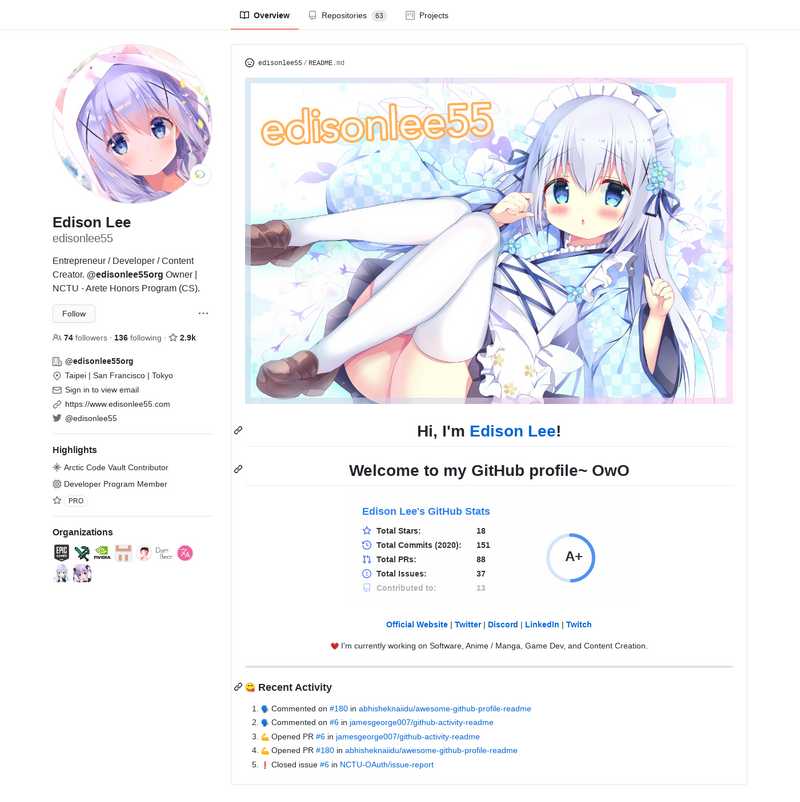 Overview
Repositories 63
Projects
edisonlee55 / README.md
edisonlee55
Edison Lee
edisonlee55
Entrepreneur / Developer / Content
Creator. @edisonlee55org Owner |
NCTU - Arete Honors Program (CS).
Follow
74 followers · 136 following · 2.9k
@edisonlee55org
Taipei | San Francisco | Tokyo
Sign in to view email
https://www.edisonlee55.com
@edisonlee55
Highlights
Arctic Code Vault Contributor
Developer Program Member
PRO
Organizations
EPIC
GAMES
NVIDIA
Hi, I'm Edison Lee!
Welcome to my GitHub profile~ OwO
Edison Lee's GitHub Stats
Total Stars: 18
Total Commits (2020): 151
Total PRs: 88
Total Issues: 37
Contributed to: 13
A+
Official Website | Twitter | Discord | LinkedIn | Twitch
❤️ I'm currently working on Software, Anime / Manga, Game Dev, and Content Creation.
😋 Recent Activity
1. 🗣 Commented on #180 in abhisheknaiidu/awesome-github-profile-readme
2. 🗣 Commented on #6 in jamesgeorge007/github-activity-readme
3. 💪 Opened PR #6 in jamesgeorge007/github-activity-readme
4. 💪 Opened PR #180 in abhisheknaiidu/awesome-github-profile-readme
5. ❗ Closed issue #6 in NCTU-OAuth/issue-report